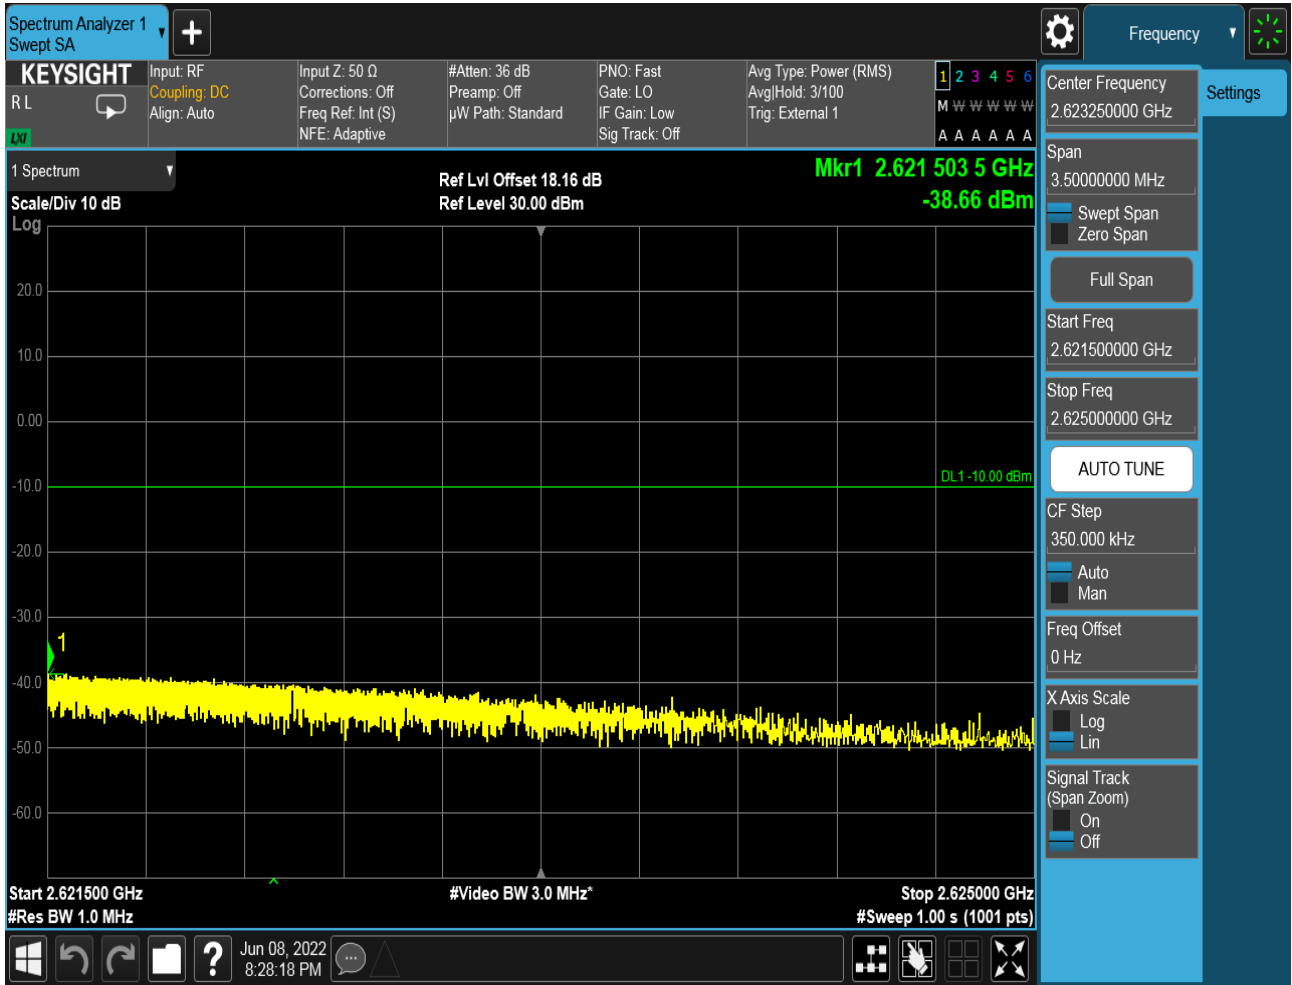 Spectrum Analyzer 1
Swept SA
Frequency
KEYSIGHT
R L
LXI
Input: RF
Coupling: DC
Align: Auto
Input Z: 50 Ω
Corrections: Off
Freq Ref: Int (S)
NFE: Adaptive
#Atten: 36 dB
Preamp: Off
µW Path: Standard
PNO: Fast
Gate: LO
IF Gain: Low
Sig Track: Off
Avg Type: Power (RMS)
Avg|Hold: 3/100
Trig: External 1
1 2 3 4 5 6
M W W W W W
A A A A A A
1 Spectrum
Scale/Div 10 dB
Log
Ref Lvl Offset 18.16 dB
Ref Level 30.00 dBm
Mkr1 2.621 503 5 GHz
-38.66 dBm
20.0
10.0
0.00
-10.0
DL1 -10.00 dBm
-20.0
-30.0
1
-40.0
-50.0
-60.0
Start 2.621500 GHz
#Video BW 3.0 MHz*
Stop 2.625000 GHz
#Res BW 1.0 MHz
#Sweep 1.00 s (1001 pts)
Jun 08, 2022
8:28:18 PM
Center Frequency
2.623250000 GHz
Settings
Span
3.50000000 MHz
Swept Span
Zero Span
Full Span
Start Freq
2.621500000 GHz
Stop Freq
2.625000000 GHz
AUTO TUNE
CF Step
350.000 kHz
Auto
Man
Freq Offset
0 Hz
X Axis Scale
Log
Lin
Signal Track
(Span Zoom)
On
Off